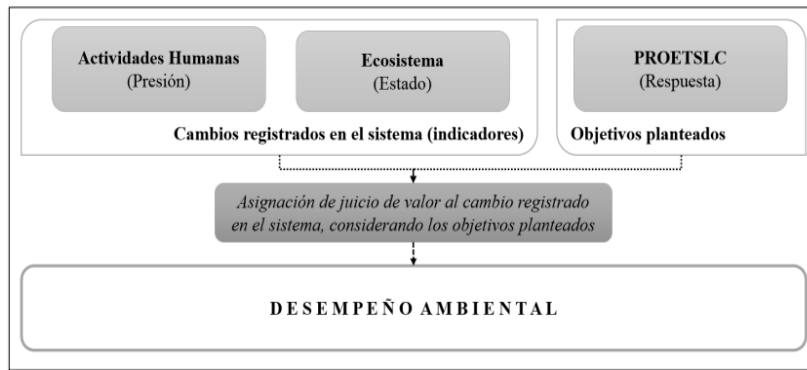 Actividades Humanas
(Presión)
Ecosistema
(Estado)
PROETSLC
(Respuesta)
Cambios registrados en el sistema (indicadores)
Objetivos planteados
Asignación de juicio de valor al cambio registrado
en el sistema, considerando los objetivos planteados
DESEMPEÑO AMBIENTAL